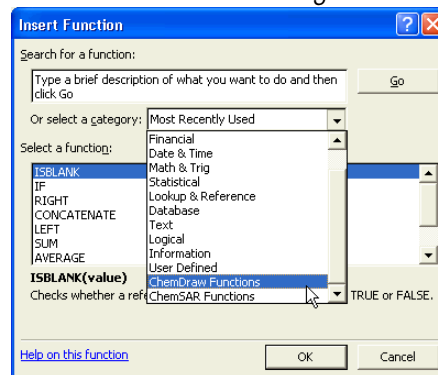 Insert Function
Search for a function:
Type a brief description of what you want to do and then
click Go
Go
Or select a category: Most Recently Used
Select a function:
Financial
Date & Time
Math & Trig
Statistical
Lookup & Reference
Database
Text
Logical
Information
User Defined
ChemDraw Functions
ChemSAR Functions
ISBLANK
IF
RIGHT
CONCATENATE
LEFT
SUM
AVERAGE
ISBLANK(value)
Checks whether a TRUE or FALSE.
Help on this function
OK
Cancel